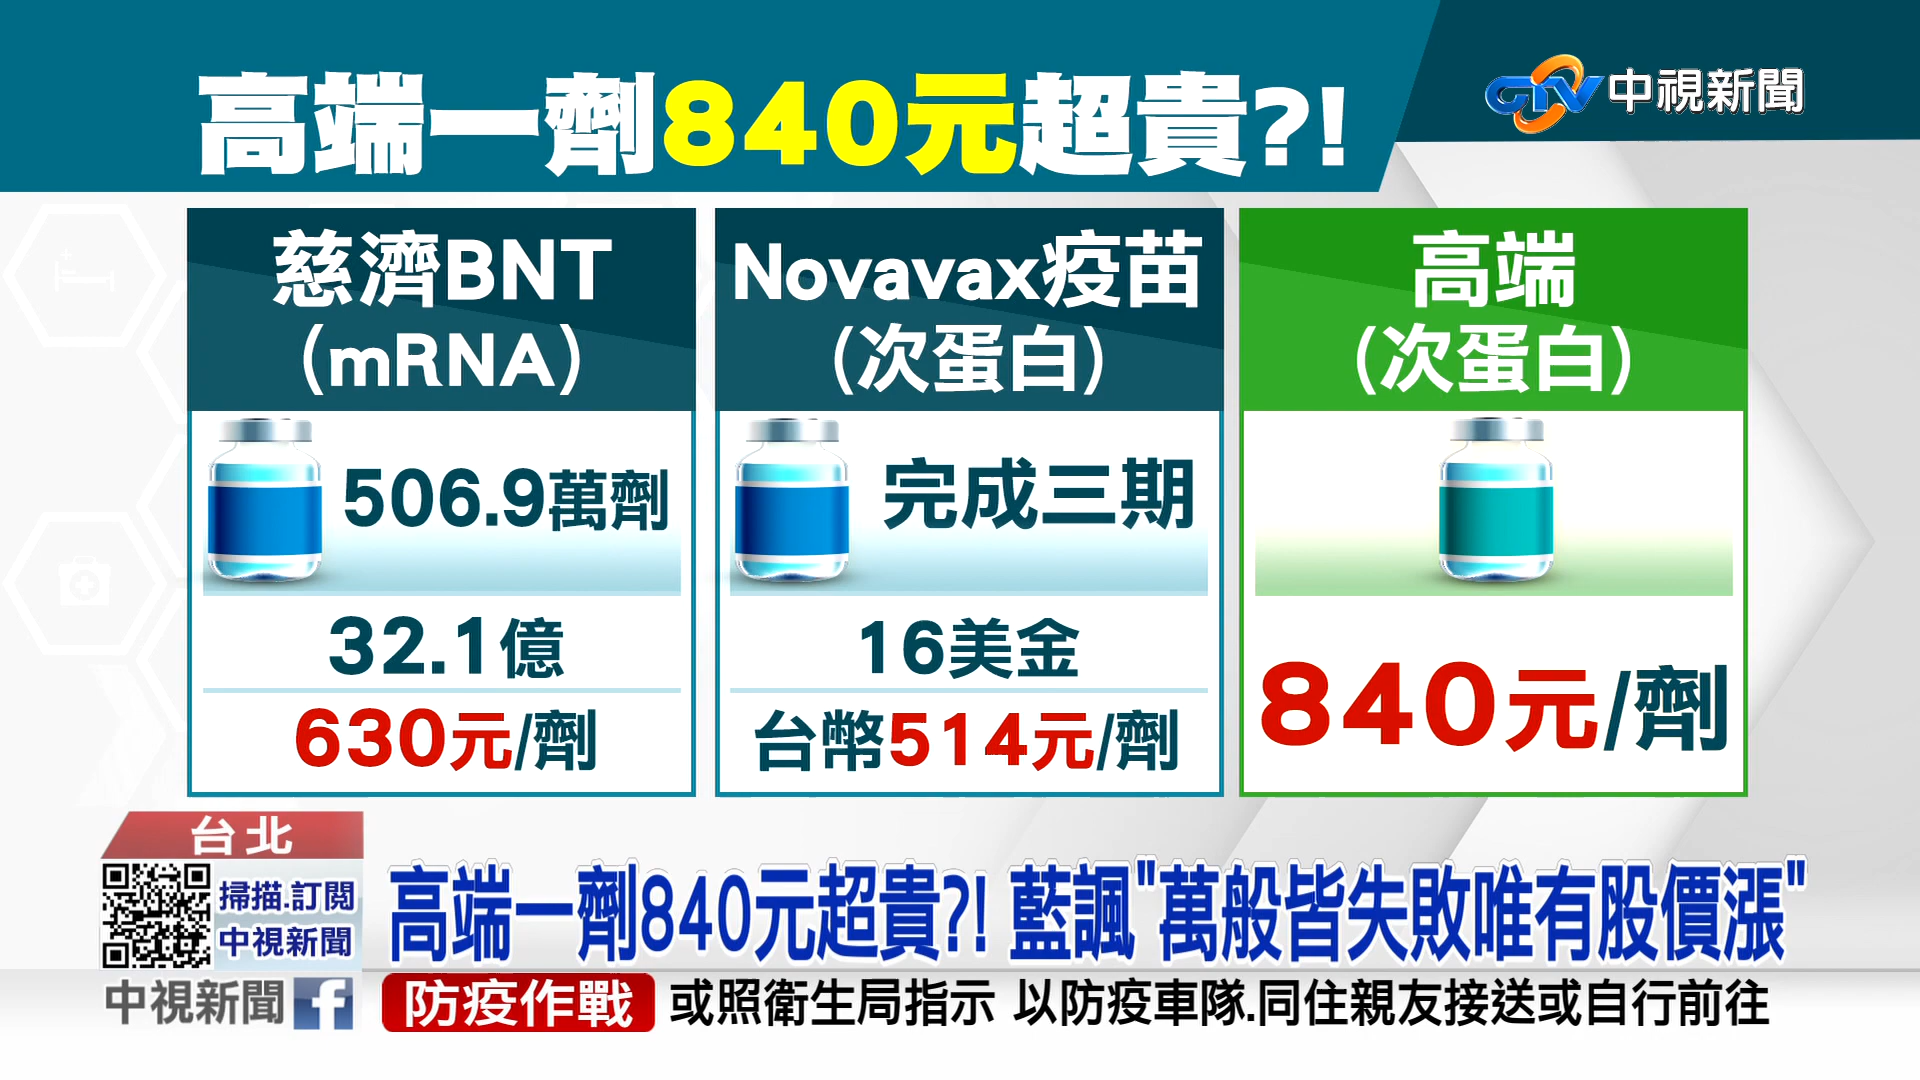 高端一劑840元超貴?!
CTV中視新聞
慈濟BNT
(mRNA)
506.9萬劑
32.1億
630元/劑
Novavax疫苗
(次蛋白)
完成三期
16美金
台幣514元/劑
高端
(次蛋白)
840元/劑
台北
掃描.訂閱
中視新聞
高端一劑840元超貴?! 藍諷"萬般皆失敗唯有股價漲"
中視新聞 f
防疫作戰 或照衛生局指示 以防疫車隊.同住親友接送或自行前往